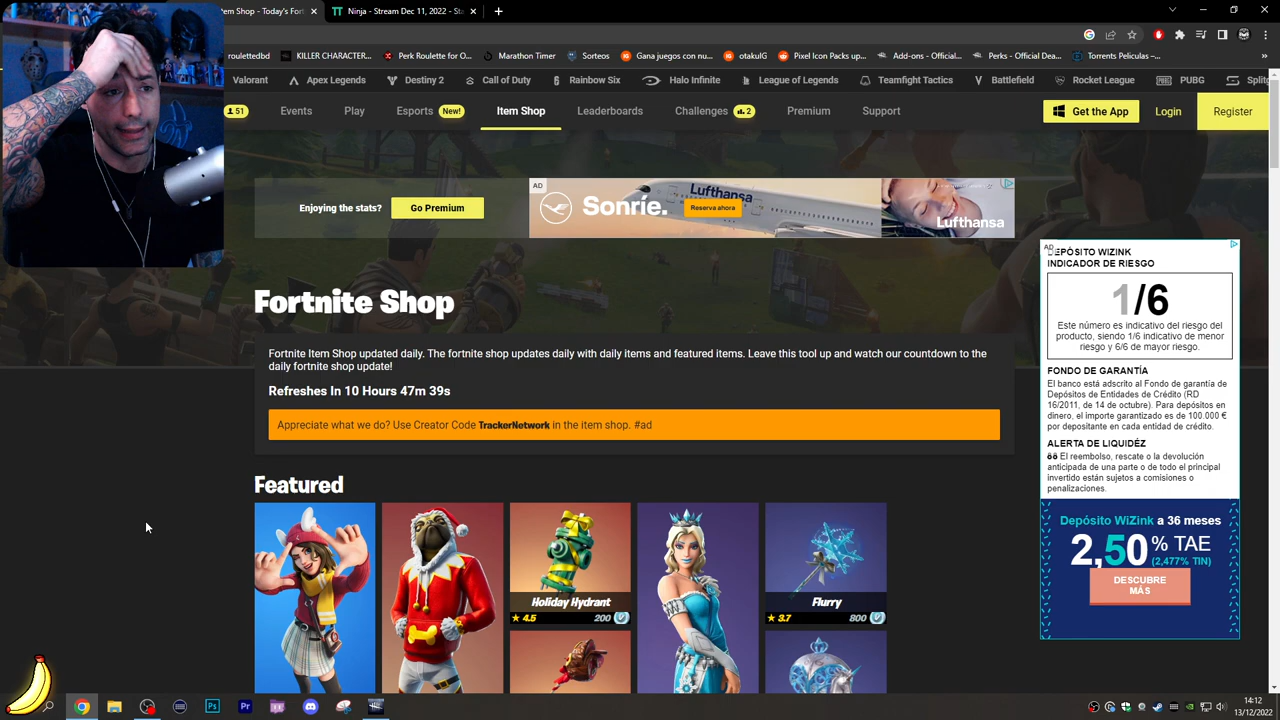 Item Shop - Today's Fort
Ninja - Stream Dec 11, 2022 - Sta
roulettedbd
KILLER CHARACTER...
Perk Roulette for O...
Marathon Timer
Sorteos
Gana juegos con nu...
otakulG
Pixel Icon Packs up...
Add-ons - Official...
Perks - Official Dea...
Torrents Peliculas –...
Valorant
Apex Legends
Destiny 2
Call of Duty
Rainbow Six
Halo Infinite
League of Legends
Teamfight Tactics
Battlefield
Rocket League
PUBG
Splita
51
Events
Play
Esports
New!
Item Shop
Leaderboards
Challenges
2
Premium
Support
Get the App
Login
Register
Enjoying the stats?
Go Premium
AD
Sonríe.
Reserva ahora
Lufthansa
Lufthansa
Fortnite Shop
Fortnite Item Shop updated daily. The fortnite shop updates daily with daily items and featured items. Leave this tool up and watch our countdown to the
daily fortnite shop update!
Refreshes In 10 Hours 47m 39s
Appreciate what we do? Use Creator Code TrackerNetwork in the item shop. #ad
Featured
Holiday Hydrant
4.5
200
Flurry
3.7
800
AD
DEPÓSITO WIZINK
INDICADOR DE RIESGO
1/6
Este número es indicativo del riesgo del
producto, siendo 1/6 indicativo de menor
riesgo y 6/6 de mayor riesgo.
FONDO DE GARANTÍA
El banco está adscrito al Fondo de garantía de
Depósitos de Entidades de Crédito (RD
16/2011, de 14 de octubre). Para depósitos en
dinero, el importe garantizado es de 100.000 €
por depositante en cada entidad de crédito.
ALERTA DE LIQUIDÉZ
El reembolso, rescate o la devolución
anticipada de una parte o de todo el principal
invertido están sujetos a comisiones o
penalizaciones.
Depósito WiZink a 36 meses
2,50 % TAE
(2,477% TIN)
DESCUBRE
MÁS
Ps
Pr
14:12
13/12/2022